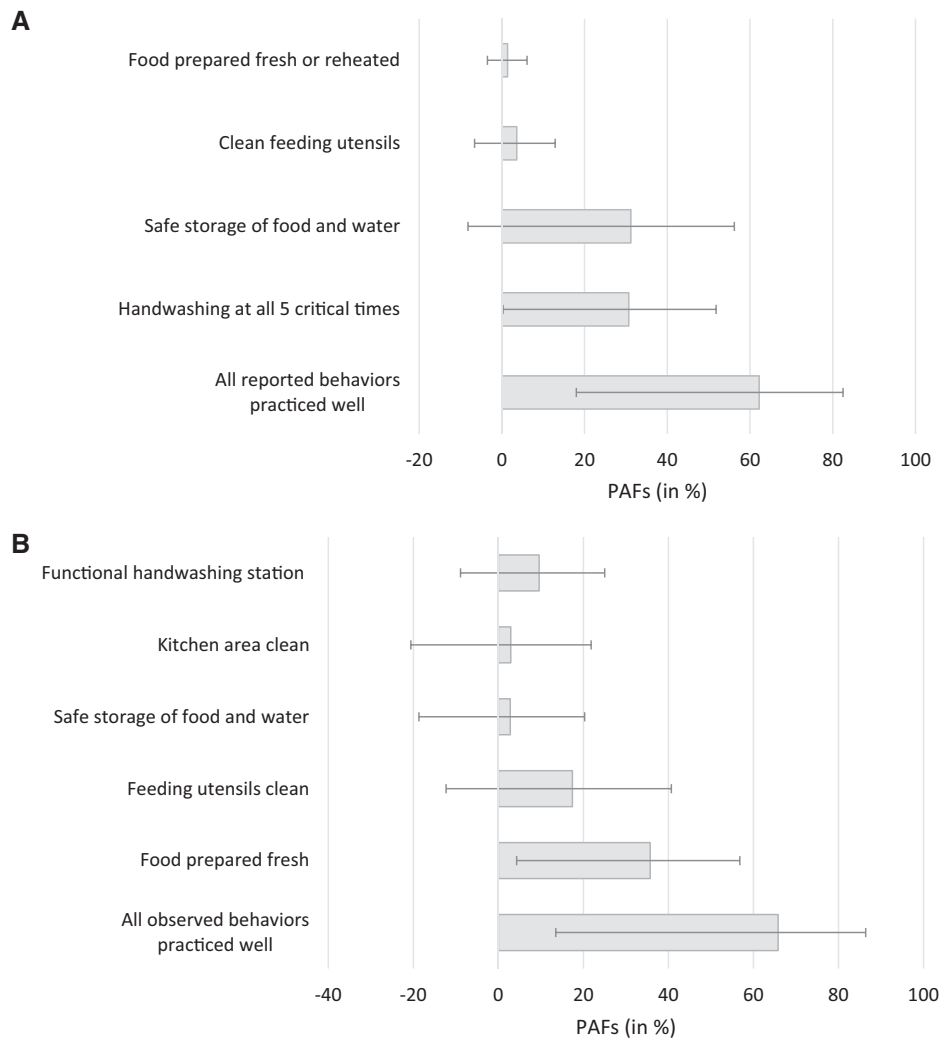 A
Food prepared fresh or reheated
Clean feeding utensils
Safe storage of food and water
Handwashing at all 5 critical times
All reported behaviors
practiced well
-20 0 20 40 60 80 100
PAFs (in %)
B
Functional handwashing station
Kitchen area clean
Safe storage of food and water
Feeding utensils clean
Food prepared fresh
All observed behaviors
practiced well
-40 -20 0 20 40 60 80 100
PAFs (in %)